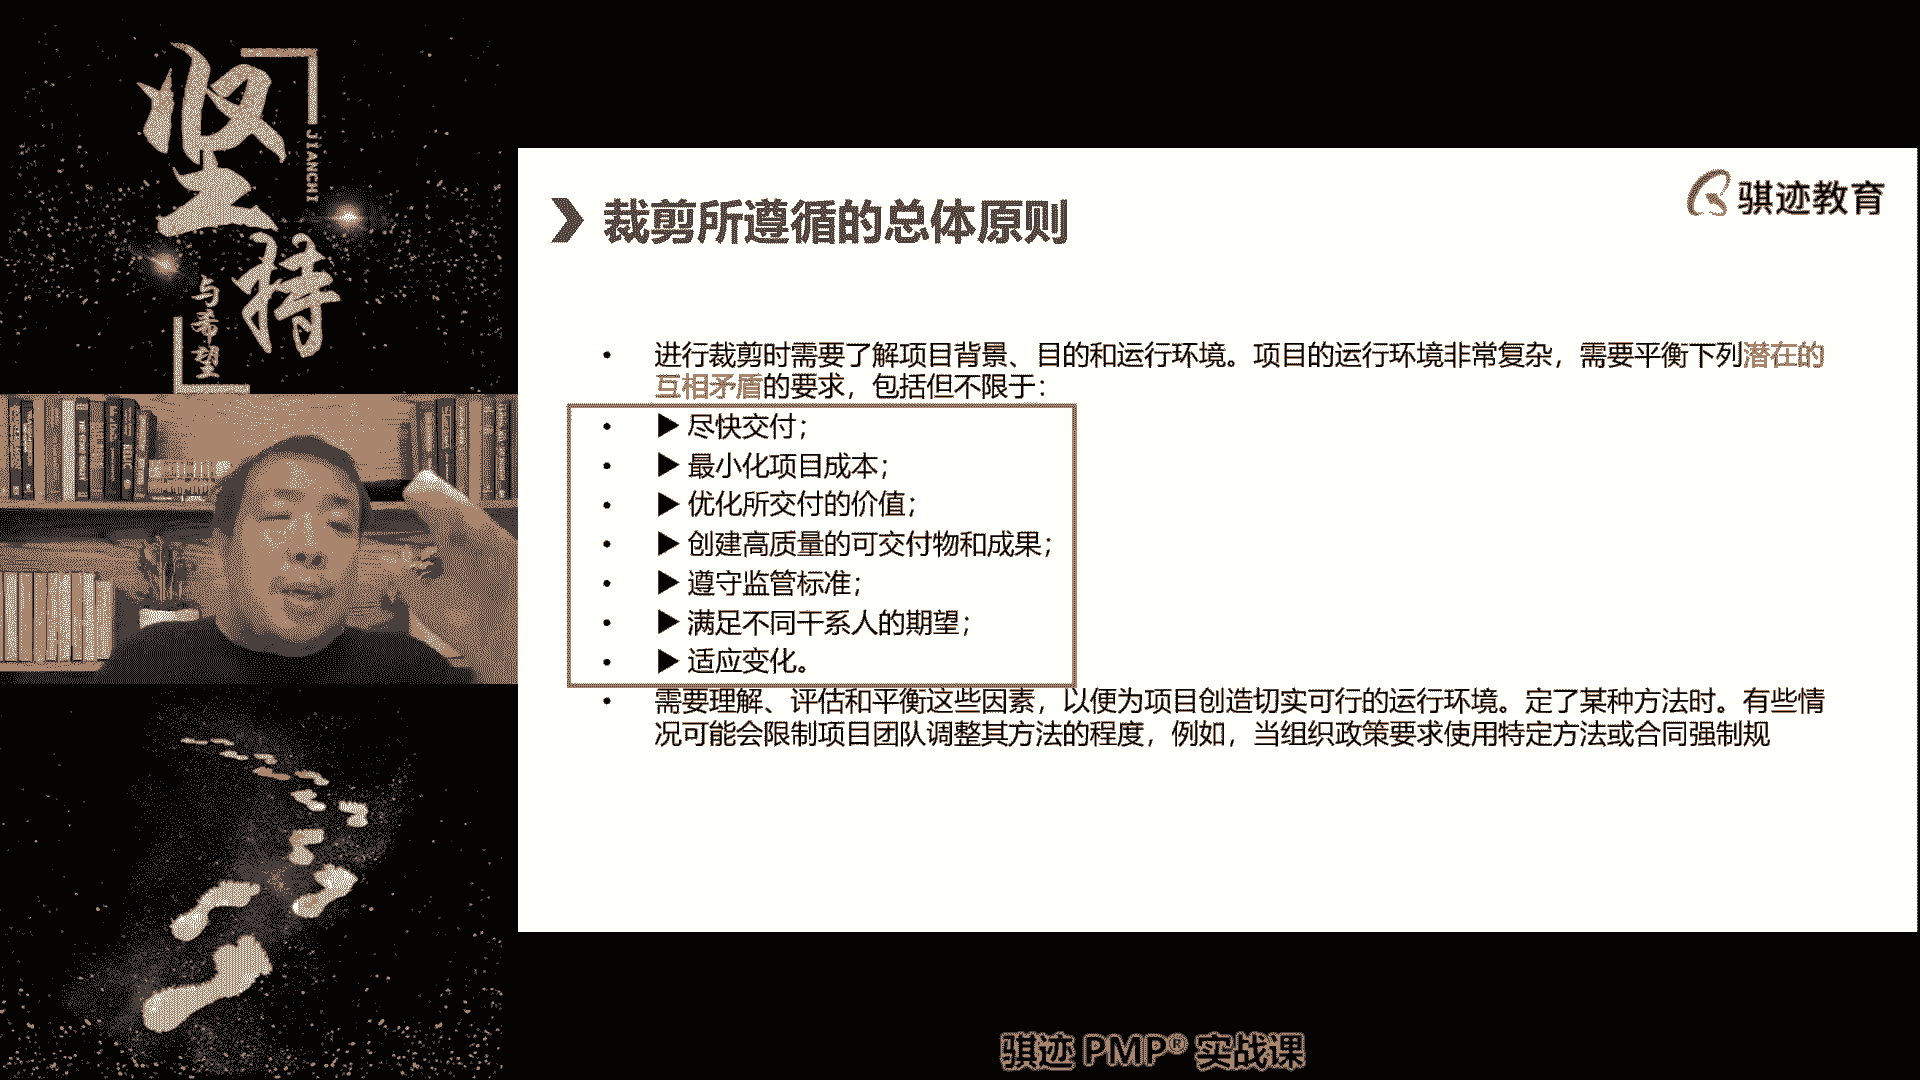 坚持
JIANCHI
与希望
裁剪所遵循的总体原则
骐迹教育
• 进行裁剪时需要了解项目背景、目的和运行环境。项目的运行环境非常复杂，需要平衡下列潜在的
互相矛盾的要求，包括但不限于：
• ▶ 尽快交付；
• ▶ 最小化项目成本；
• ▶ 优化所交付的价值；
• ▶ 创建高质量的可交付物和成果；
• ▶ 遵守监管标准；
• ▶ 满足不同干系人的期望；
• ▶ 适应变化。
• 需要理解、评估和平衡这些因素，以便为项目创造切实可行的运行环境。定了某种方法时。有些情
况可能会限制项目团队调整其方法的程度，例如，当组织政策要求使用特定方法或合同强制规
骐迹 PMP® 实战课